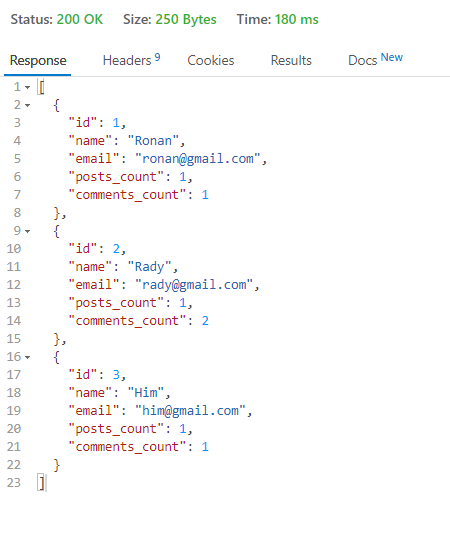 Status: 200 OK Size: 250 Bytes Time: 180 ms
Response Headers 9 Cookies Results Docs New
1 [
2 {
3 "id": 1,
4 "name": "Ronan",
5 "email": "ronan@gmail.com",
6 "posts_count": 1,
7 "comments_count": 1
8 },
9 {
10 "id": 2,
11 "name": "Rady",
12 "email": "rady@gmail.com",
13 "posts_count": 1,
14 "comments_count": 2
15 },
16 {
17 "id": 3,
18 "name": "Him",
19 "email": "him@gmail.com",
20 "posts_count": 1,
21 "comments_count": 1
22 }
23 ]